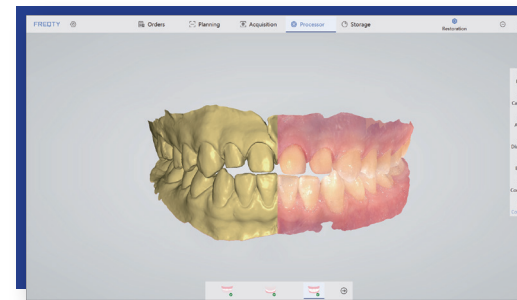 FREQTY
Orders
Planning
Acquisition
Processor
Storage
Restoration